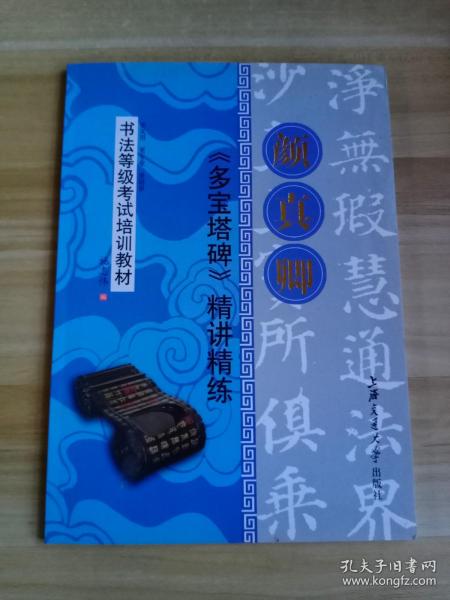 淨無瑕慧通法界
所俱乗
颜真卿
《多宝塔碑》精讲精练
书法等级考试培训教材
上海交通大学出版社
孔夫子旧书网
www.kongfz.com